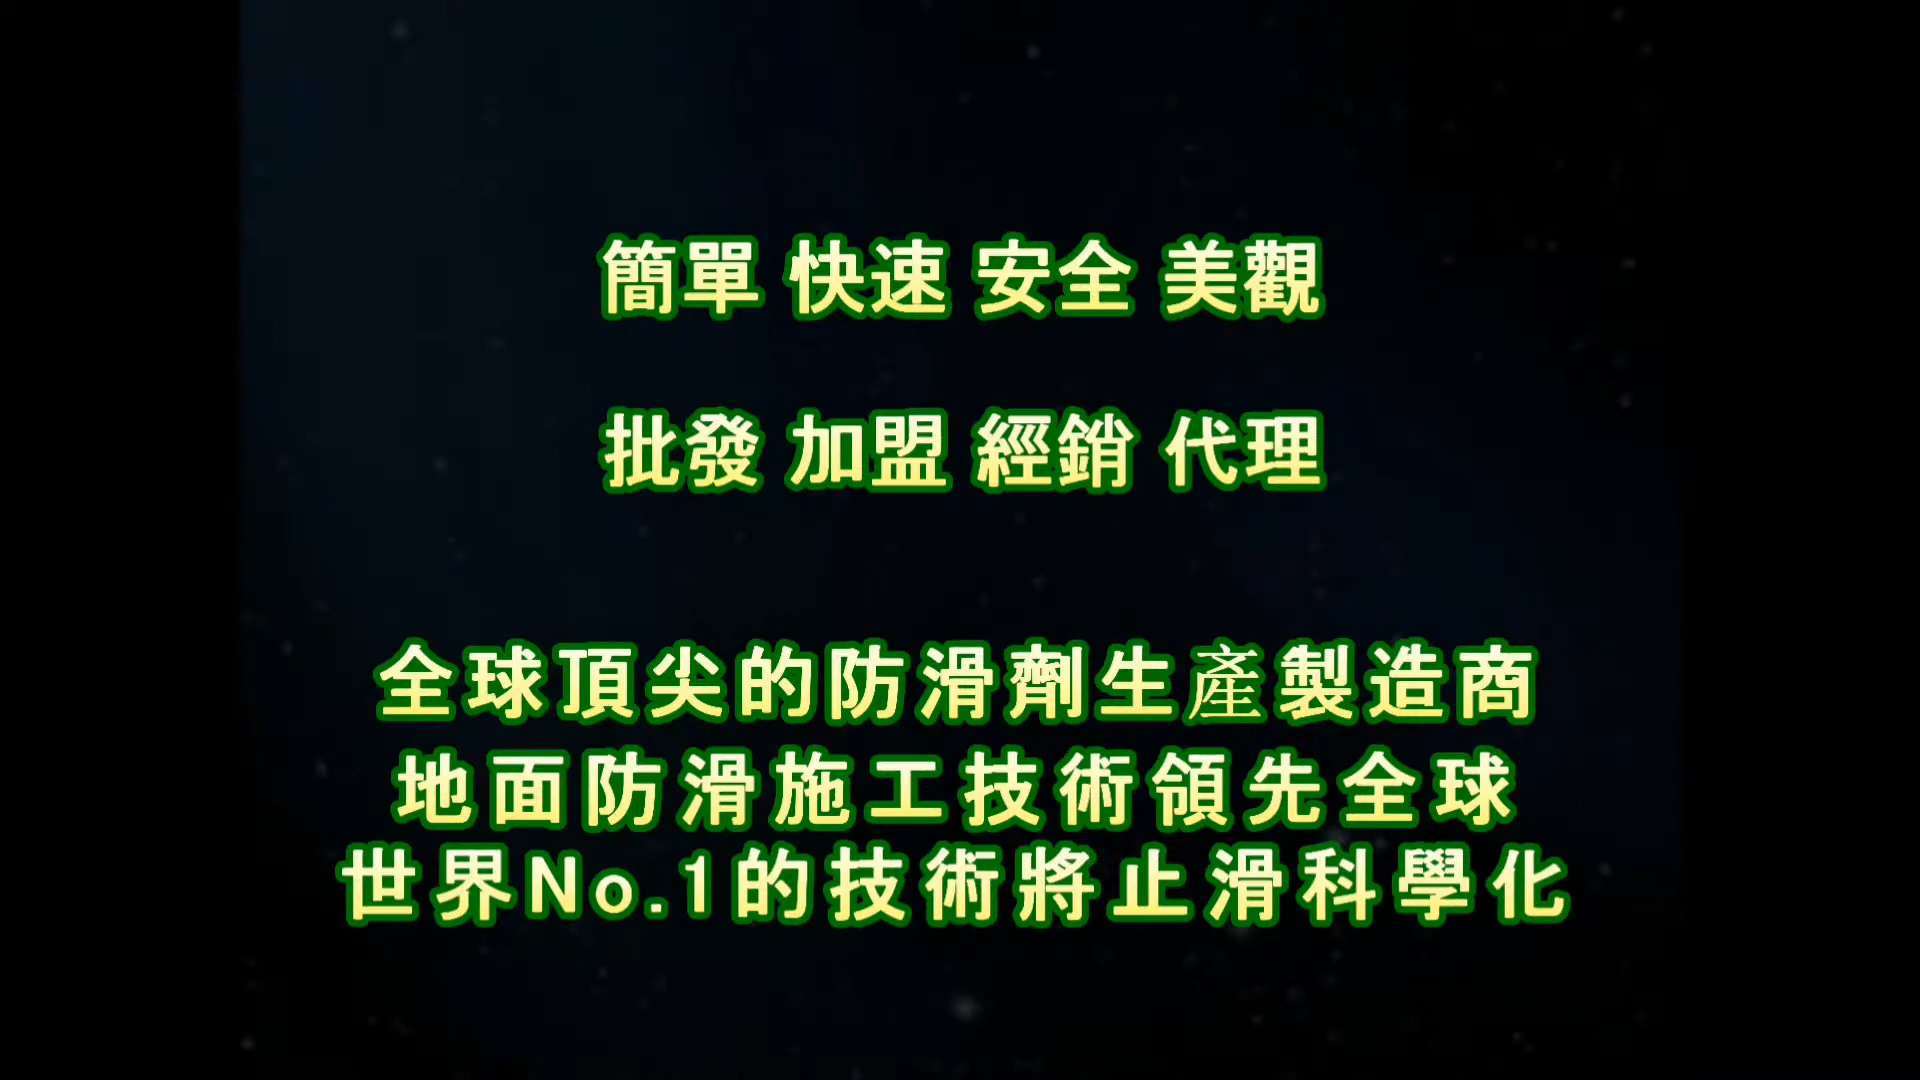 簡單 快速 安全 美觀
批發 加盟 經銷 代理
全球頂尖的防滑劑生產製造商
地面防滑施工技術領先全球
世界No.1的技術將止滑科學化